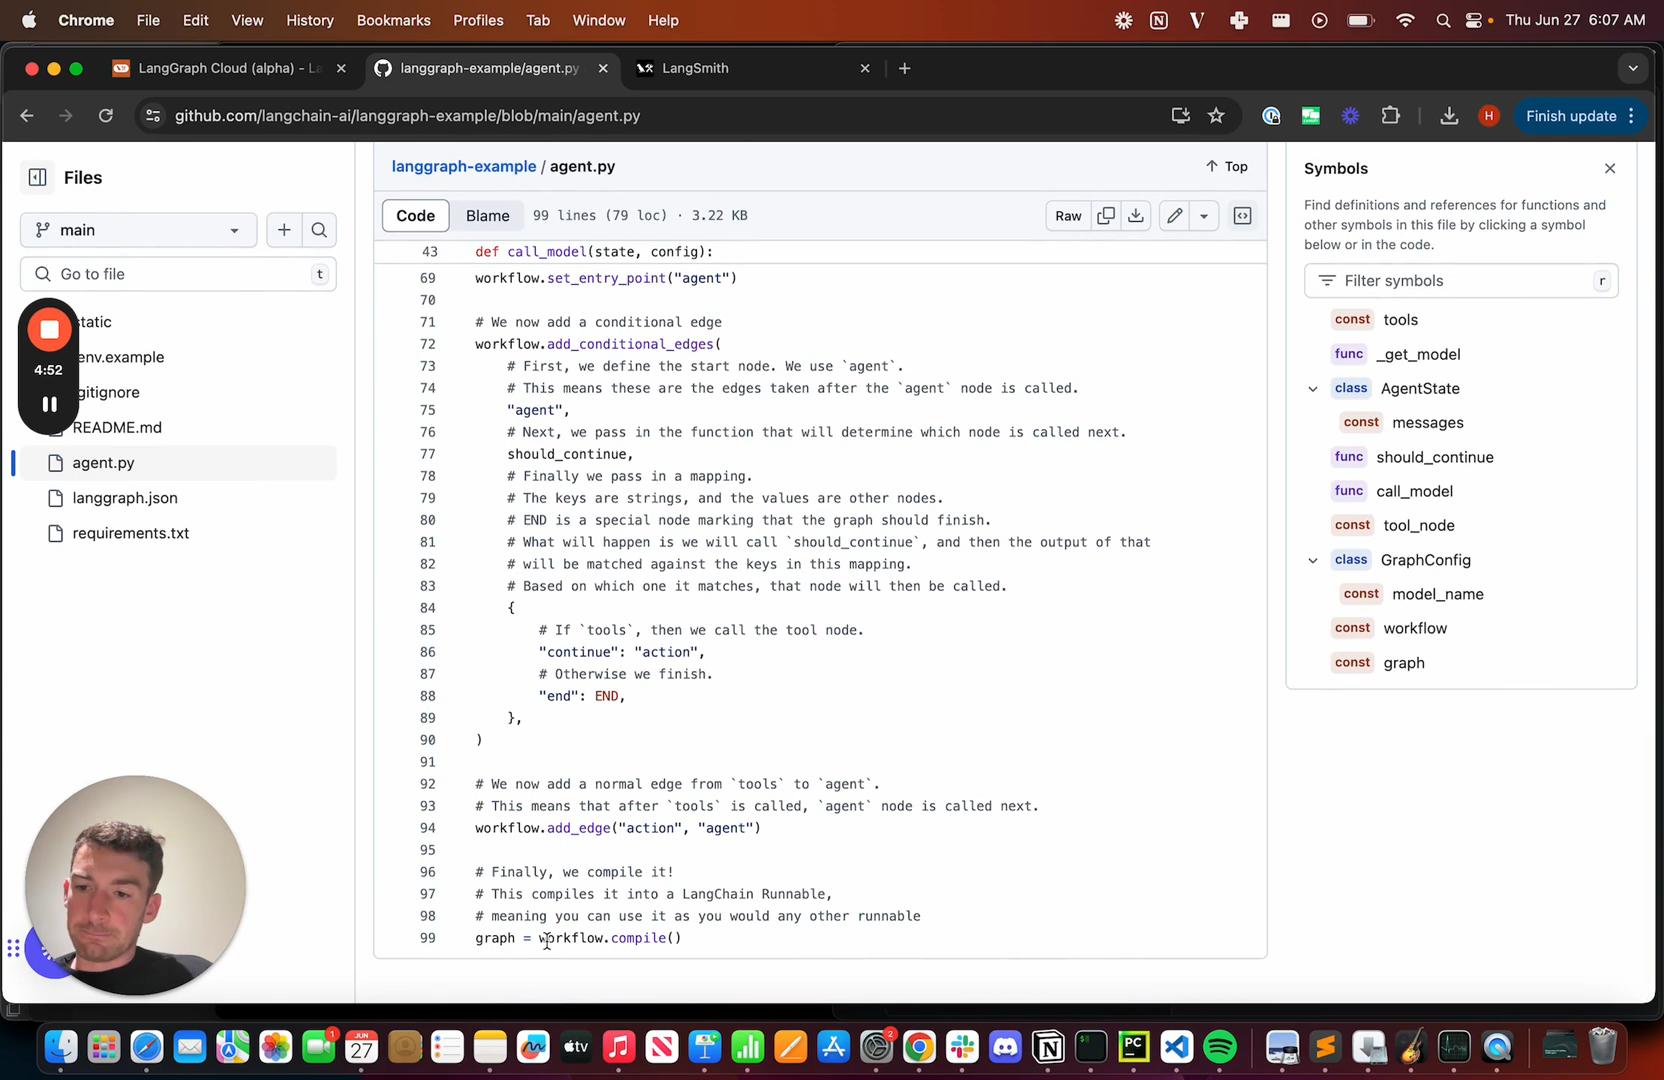 Chrome File Edit View History Bookmarks Profiles Tab Window Help Thu Jun 27 6:07 AM
LangGraph Cloud (alpha) - La langgraph-example/agent.py LangSmith
github.com/langchain-ai/langgraph-example/blob/main/agent.py H Finish update
Files
main
Go to file t
static
env.example
gitignore
README.md
agent.py
langgraph.json
requirements.txt
4:52
langgraph-example / agent.py Top
Code Blame 99 lines (79 loc) · 3.22 KB Raw
43 def call_model(state, config):
69 workflow.set_entry_point("agent")
70
71 # We now add a conditional edge
72 workflow.add_conditional_edges(
73 # First, we define the start node. We use `agent`.
74 # This means these are the edges taken after the `agent` node is called.
75 "agent",
76 # Next, we pass in the function that will determine which node is called next.
77 should_continue,
78 # Finally we pass in a mapping.
79 # The keys are strings, and the values are other nodes.
80 # END is a special node marking that the graph should finish.
81 # What will happen is we will call `should_continue`, and then the output of that
82 # will be matched against the keys in this mapping.
83 # Based on which one it matches, that node will then be called.
84 {
85 # If `tools`, then we call the tool node.
86 "continue": "action",
87 # Otherwise we finish.
88 "end": END,
89 },
90 )
91
92 # We now add a normal edge from `tools` to `agent`.
93 # This means that after `tools` is called, `agent` node is called next.
94 workflow.add_edge("action", "agent")
95
96 # Finally, we compile it!
97 # This compiles it into a LangChain Runnable,
98 # meaning you can use it as you would any other runnable
99 graph = workflow.compile()
Symbols
Find definitions and references for functions and
other symbols in this file by clicking a symbol
below or in the code.
Filter symbols r
const tools
func _get_model
class AgentState
const messages
func should_continue
func call_model
const tool_node
class GraphConfig
const model_name
const workflow
const graph
1
JUN
27
tv
2
PC